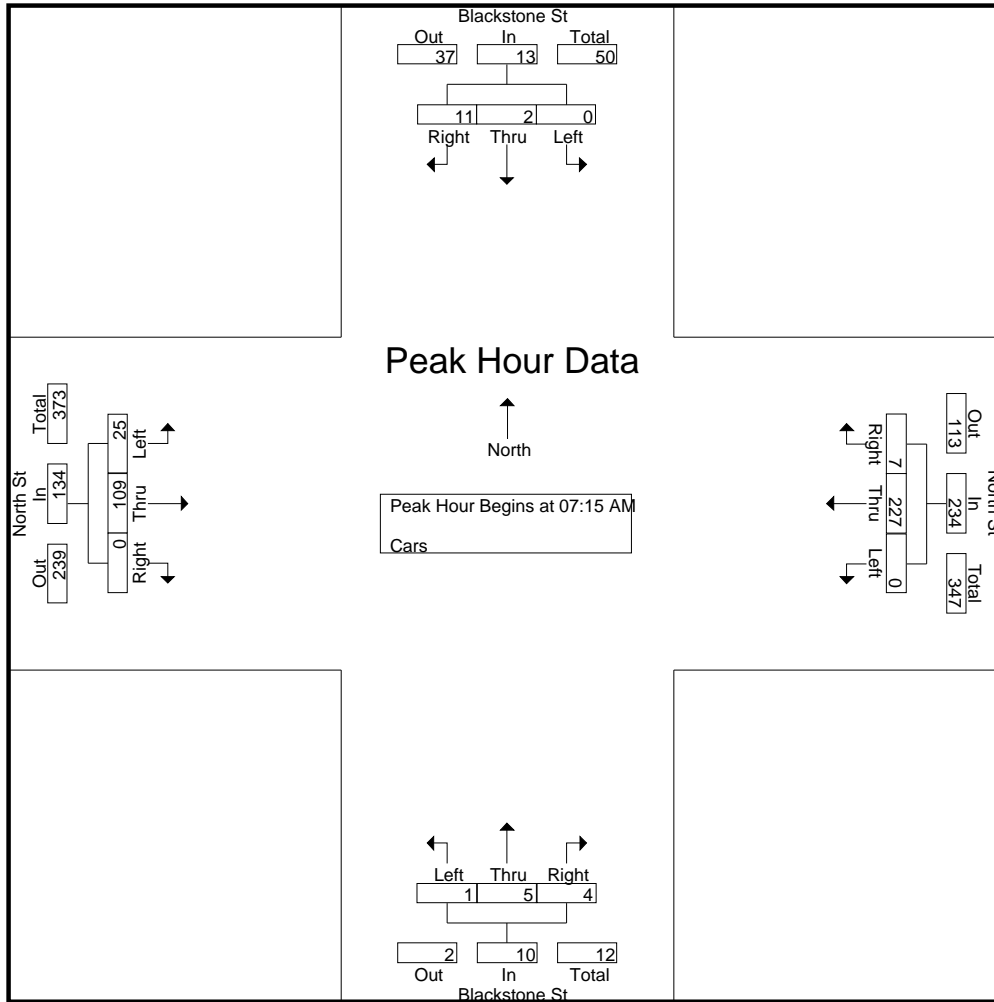 Blackstone St
Out In Total
37 13 50
11 2 0
Right Thru Left
Peak Hour Data
North
Peak Hour Begins at 07:15 AM
Cars
North St
Total In Out
373 134 239
25 109 0
Left Thru Right
Right Thru Left
7 227 0
Out In Total
113 234 347
North St
Left Thru Right
1 5 4
2 10 12
Out In Total
Blackstone St